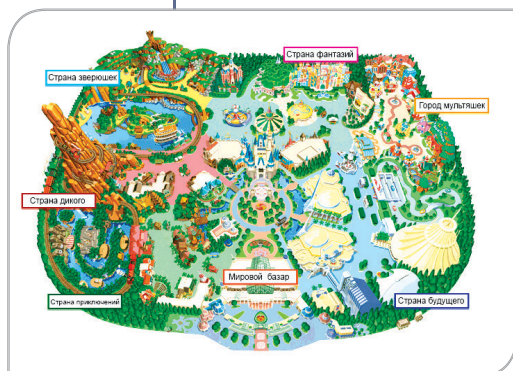 Страна фантазий
Страна зверюшек
Город мультяшек
Страна дикого
Мировой базар
Страна приключений
Страна будущего